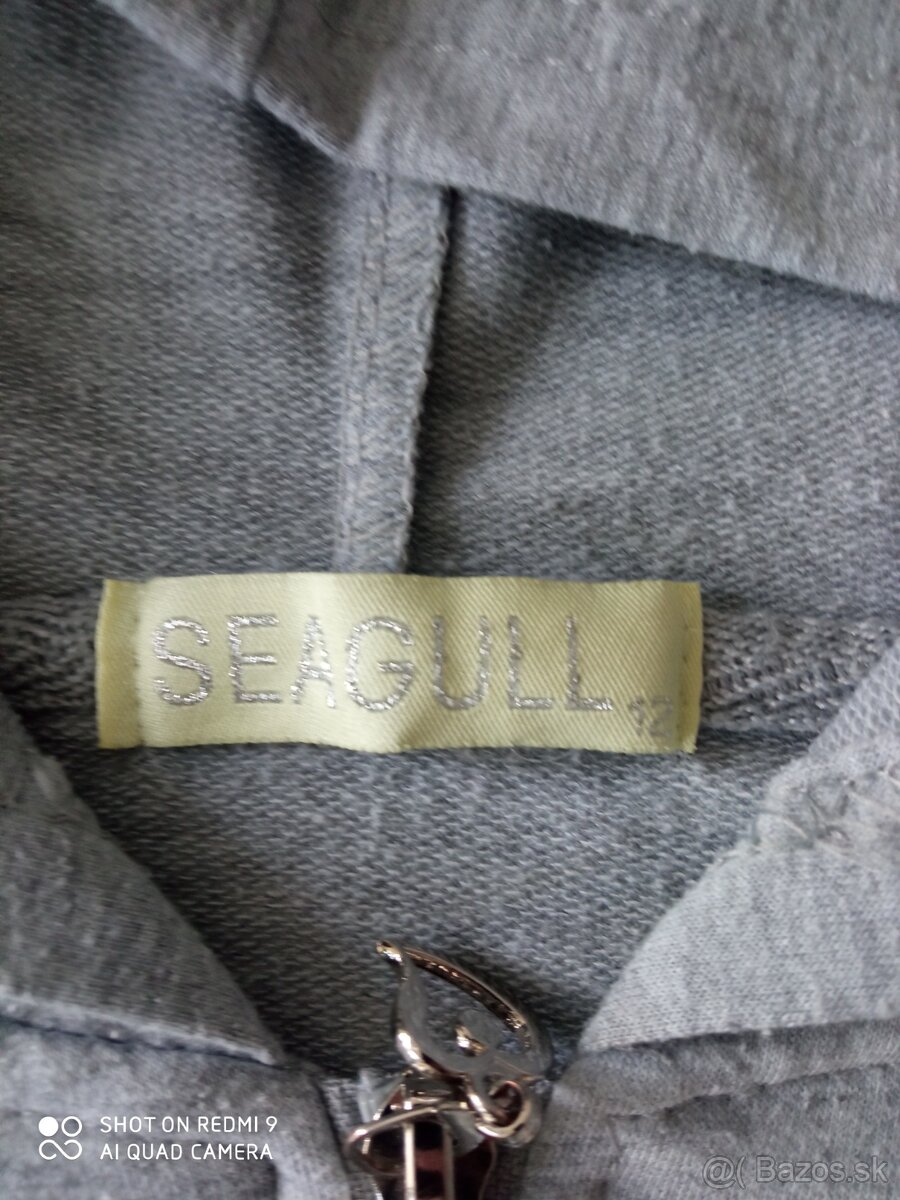 SEAGULL
12
SHOT ON REDMI 9
AI QUAD CAMERA
@( Bazos.sk